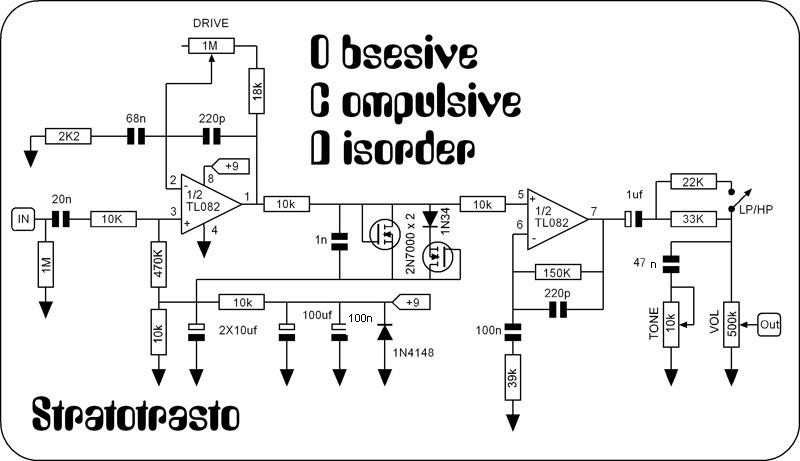 DRIVE
1M
O bsesive
C ompulsive
D isorder
18k
68n
220p
2K2
+9
2
8
1/2
TL082
1
3
4
-
+
IN
20n
10K
1M
470K
10k
1n
2N7000 x 2
1N34
10k
5
6
+
-
1/2
TL082
7
1uf
22K
33K
LP/HP
150K
220p
100n
39k
47 n
TONE
10k
VOL
500k
Out
10k
+9
10k
2X10uf
100uf
100n
1N4148
Stratotrasto